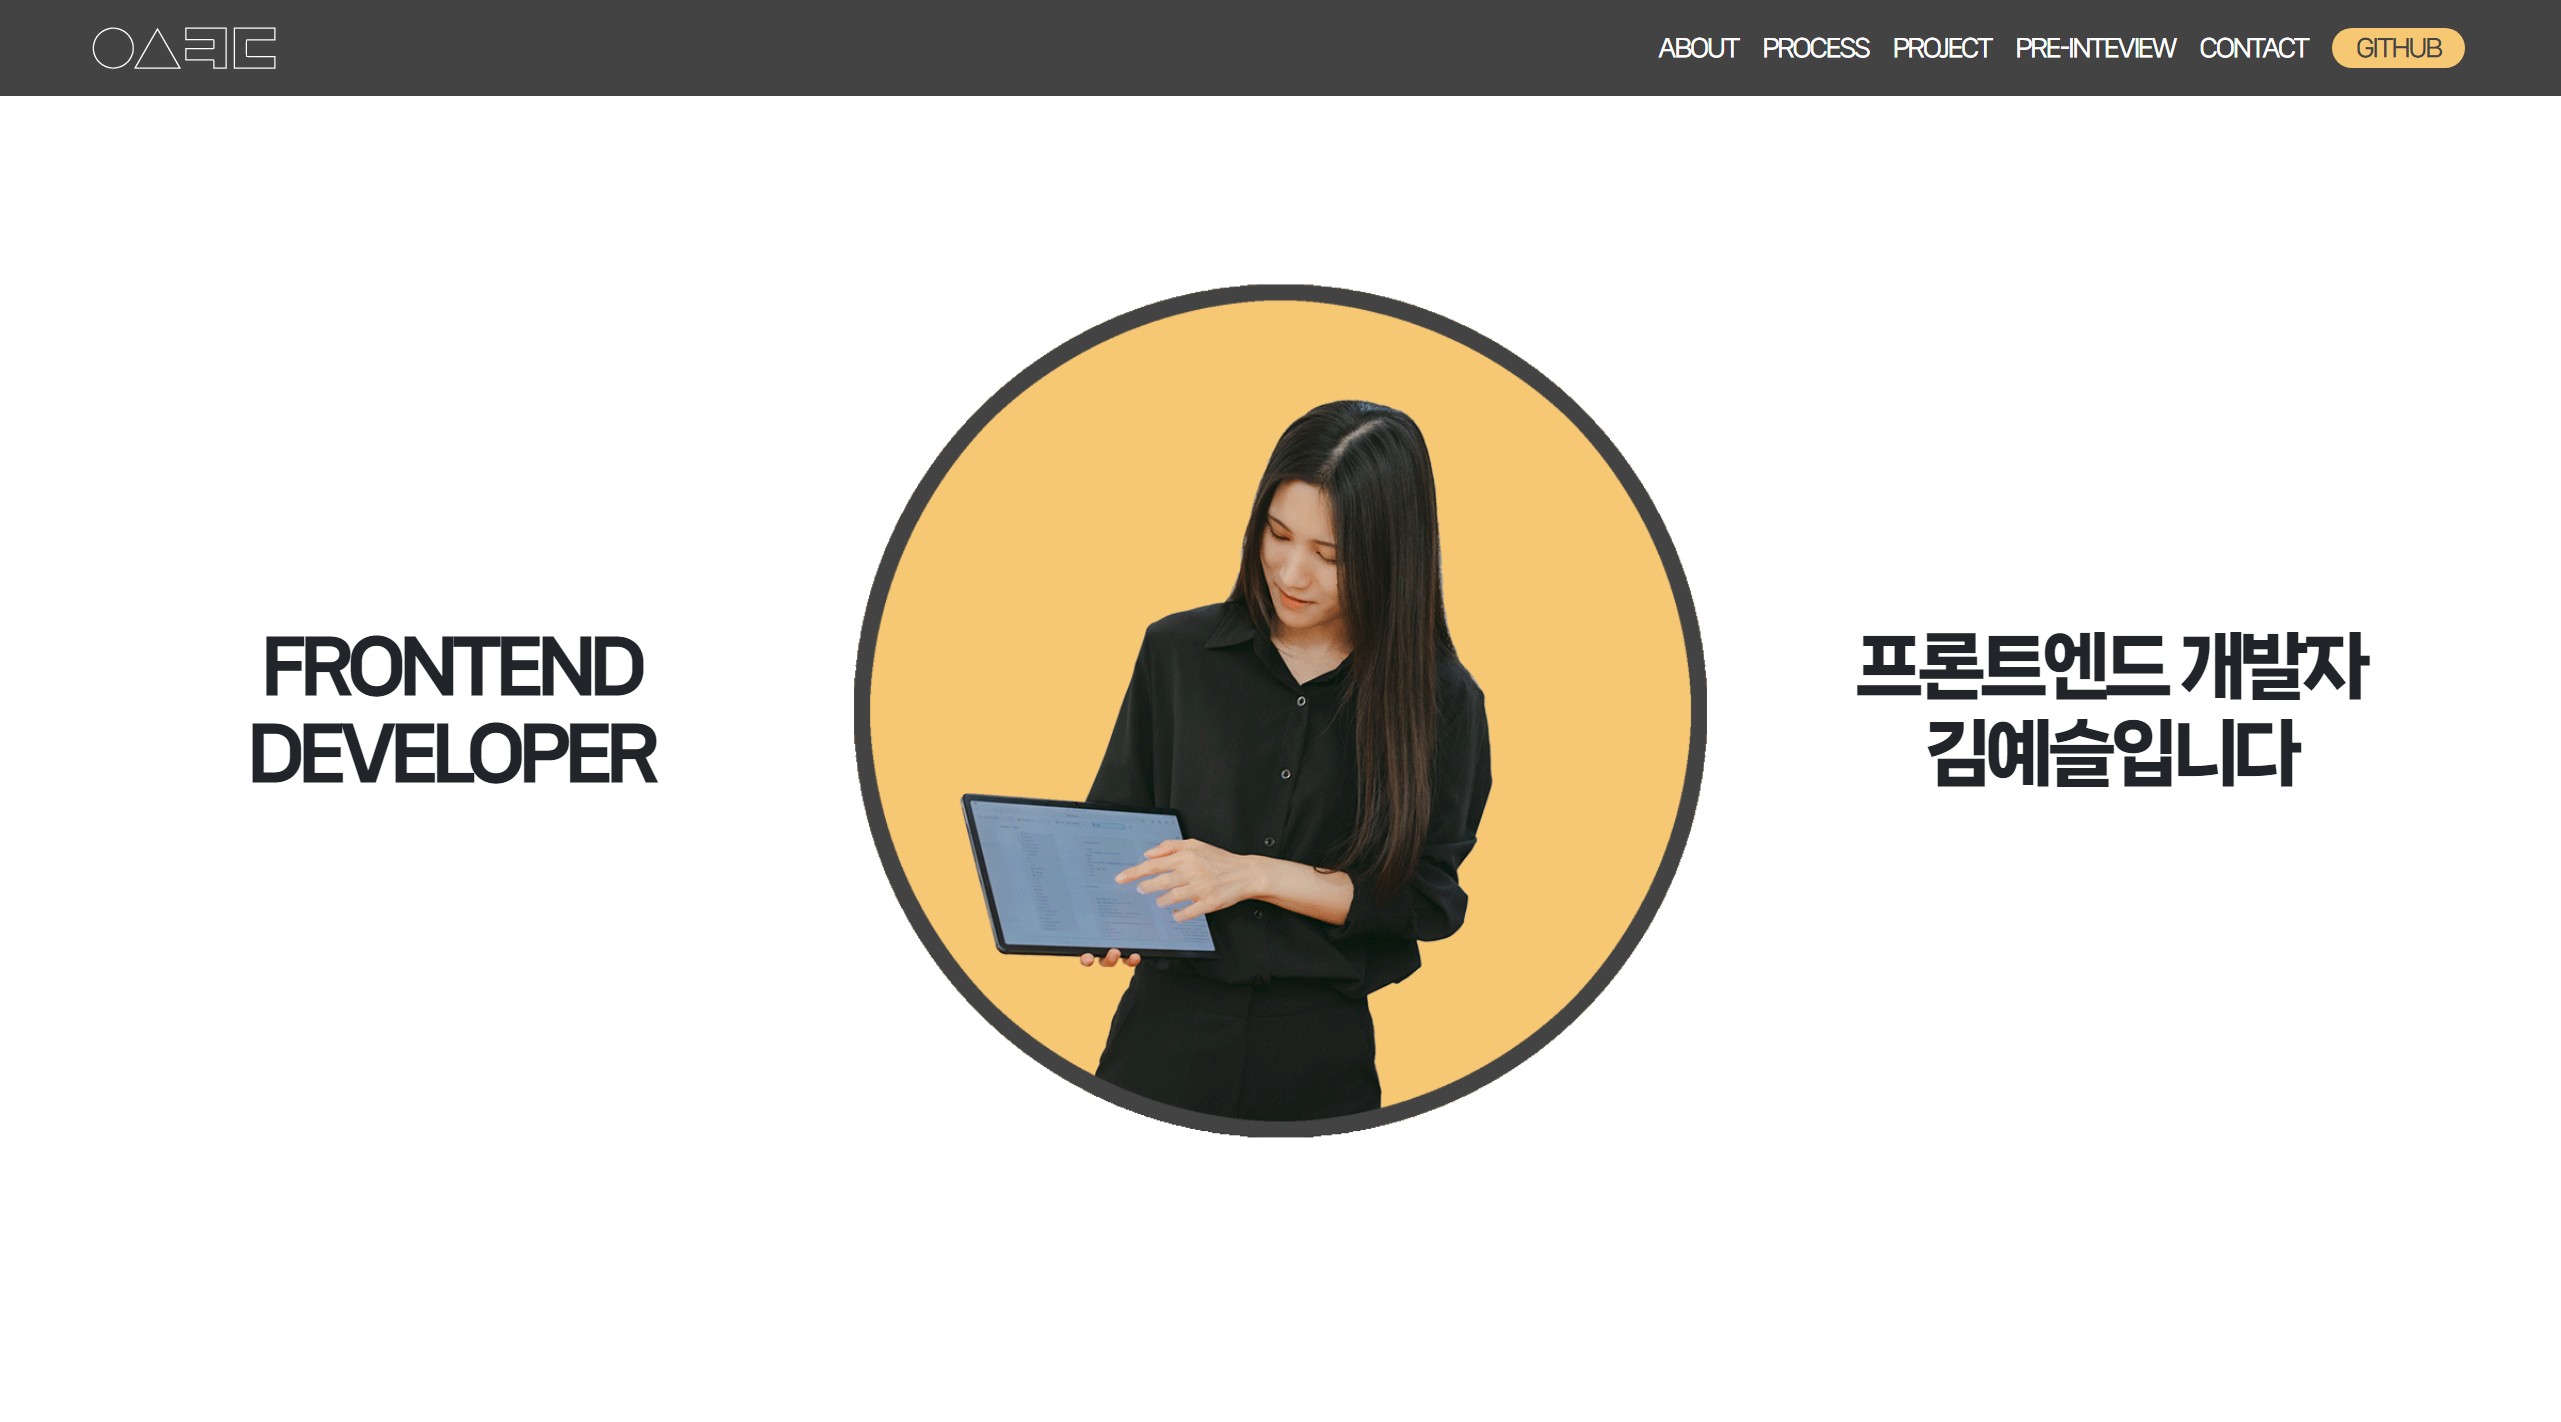 ABOUT PROCESS PROJECT PRE-INTEVIEW CONTACT GITHUB
FRONTEND
DEVELOPER
프론트엔드 개발자
김예슬입니다